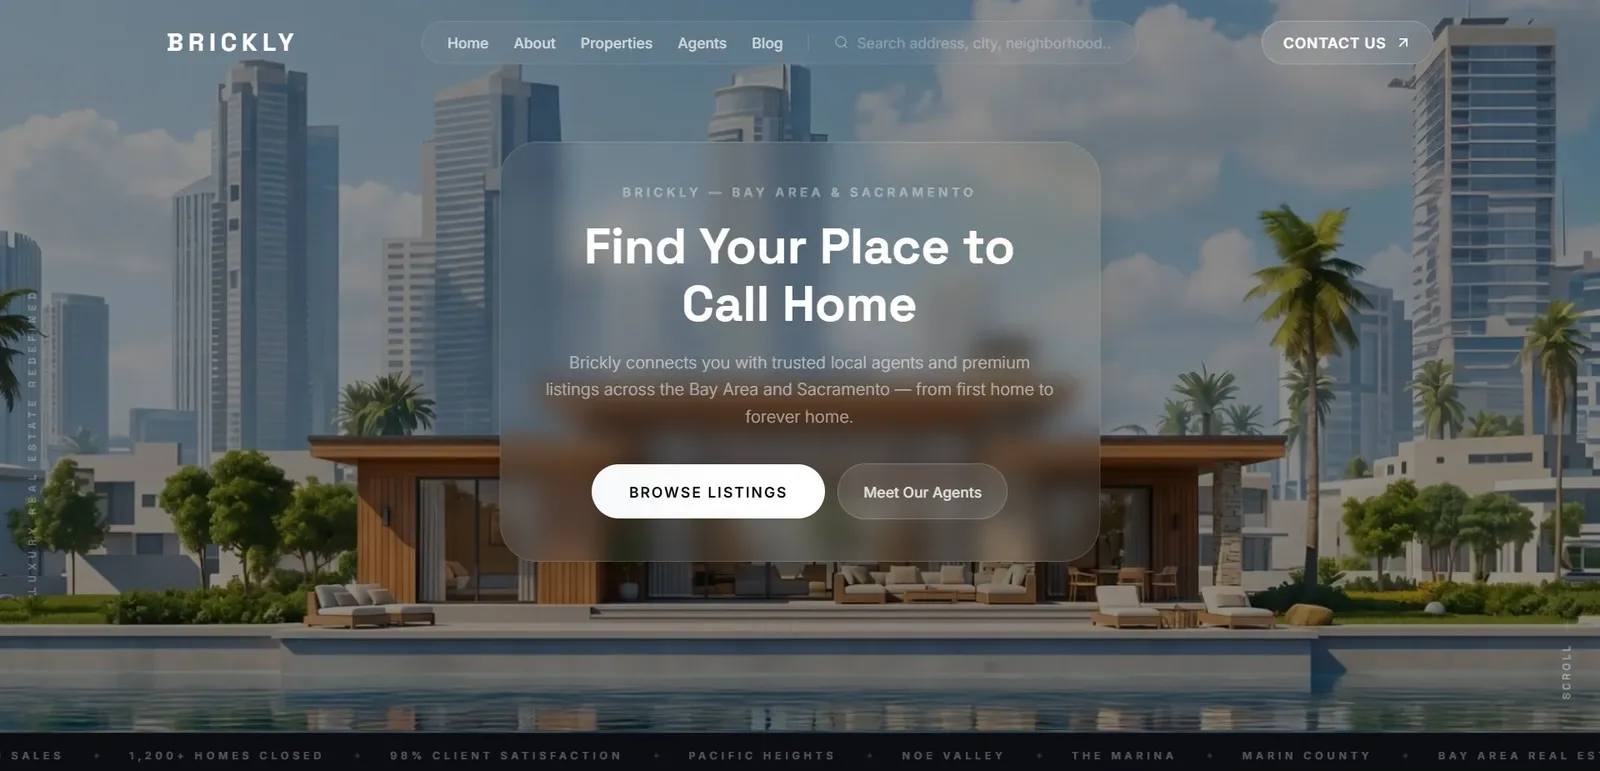 BRICKLY
Home About Properties Agents Blog Search address, city, neighborhood..
CONTACT US
BRICKLY — BAY AREA & SACRAMENTO
Find Your Place to
Call Home
Brickly connects you with trusted local agents and premium
listings across the Bay Area and Sacramento — from first home to
forever home.
BROWSE LISTINGS
Meet Our Agents
LUXURY REAL ESTATE REDEFINED
SCROLL
SALES
1,200+ HOMES CLOSED
98% CLIENT SATISFACTION
PACIFIC HEIGHTS
NOE VALLEY
THE MARINA
MARIN COUNTY
BAY AREA REAL EST